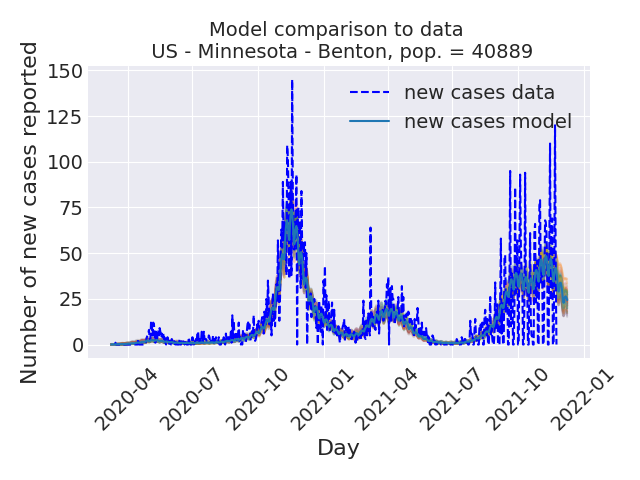 Model comparison to data
US - Minnesota - Benton, pop. = 40889
Number of new cases reported
150
125
100
75
50
25
0
new cases data
new cases model
2020-04
2020-07
2020-10
2021-01
2021-04
2021-07
2021-10
2022-01
Day